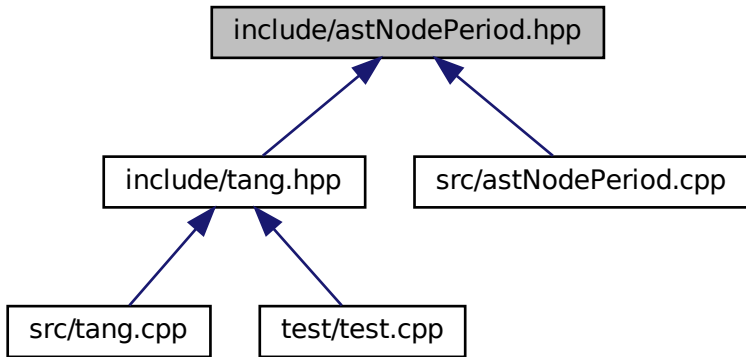 include/astNodePeriod.hpp
include/tang.hpp
src/astNodePeriod.cpp
src/tang.cpp
test/test.cpp